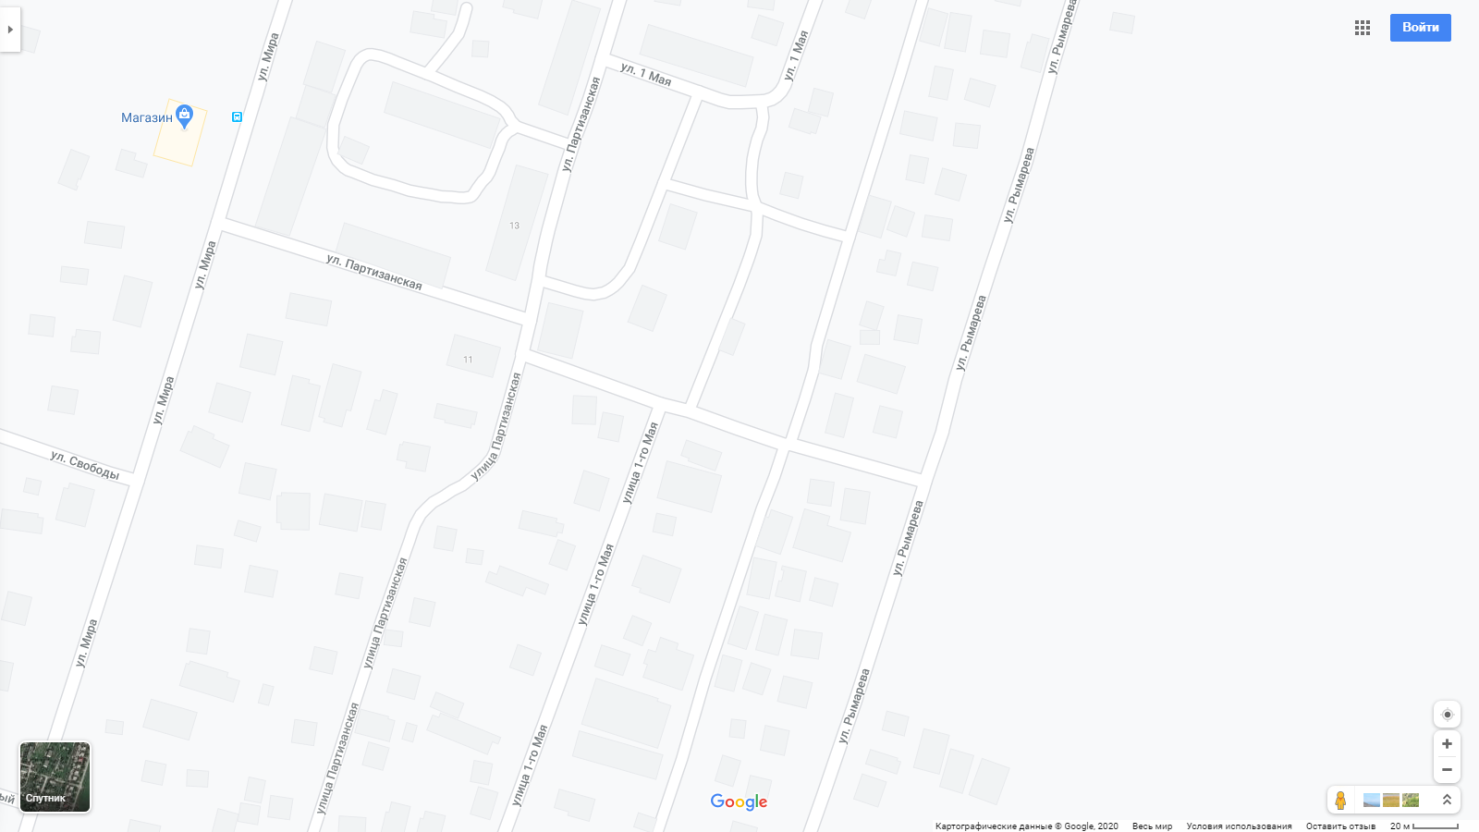 Войти
ул. Мира
ул. 1 Мая
ул. 1 Мая
ул. Рымарева
Магазин
ул. Партизанская
ул. Рымарева
13
ул. Мира
ул. Партизанская
ул. Рымарева
11
ул. Мира
улица Партизанская
ул. Свободы
улица 1-го Мая
ул. Рымарева
улица 1-го Мая
улица Партизанская
ул. Мира
ул. Рымарева
улица Партизанская
улица 1-го Мая
ый
Спутник
Google
Картографические данные © Google, 2020 Весь мир Условия использования Оставить отзыв 20 м